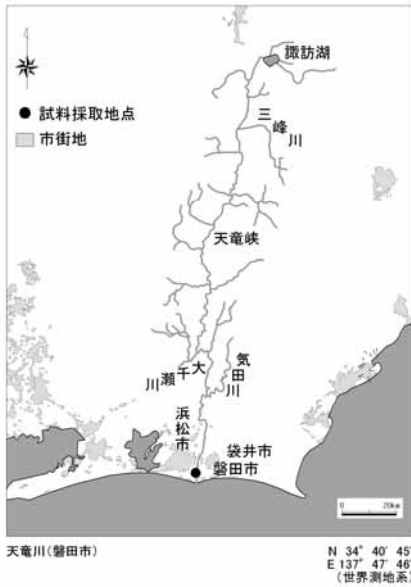 諏訪湖
● 試料採取地点
市街地
三峰川
天竜峡
大千瀬川
気田川
浜松市
袋井市
磐田市
0 20km
天竜川(磐田市)
N 34° 40′ 45″
E 137° 47′ 46″
(世界測地系)